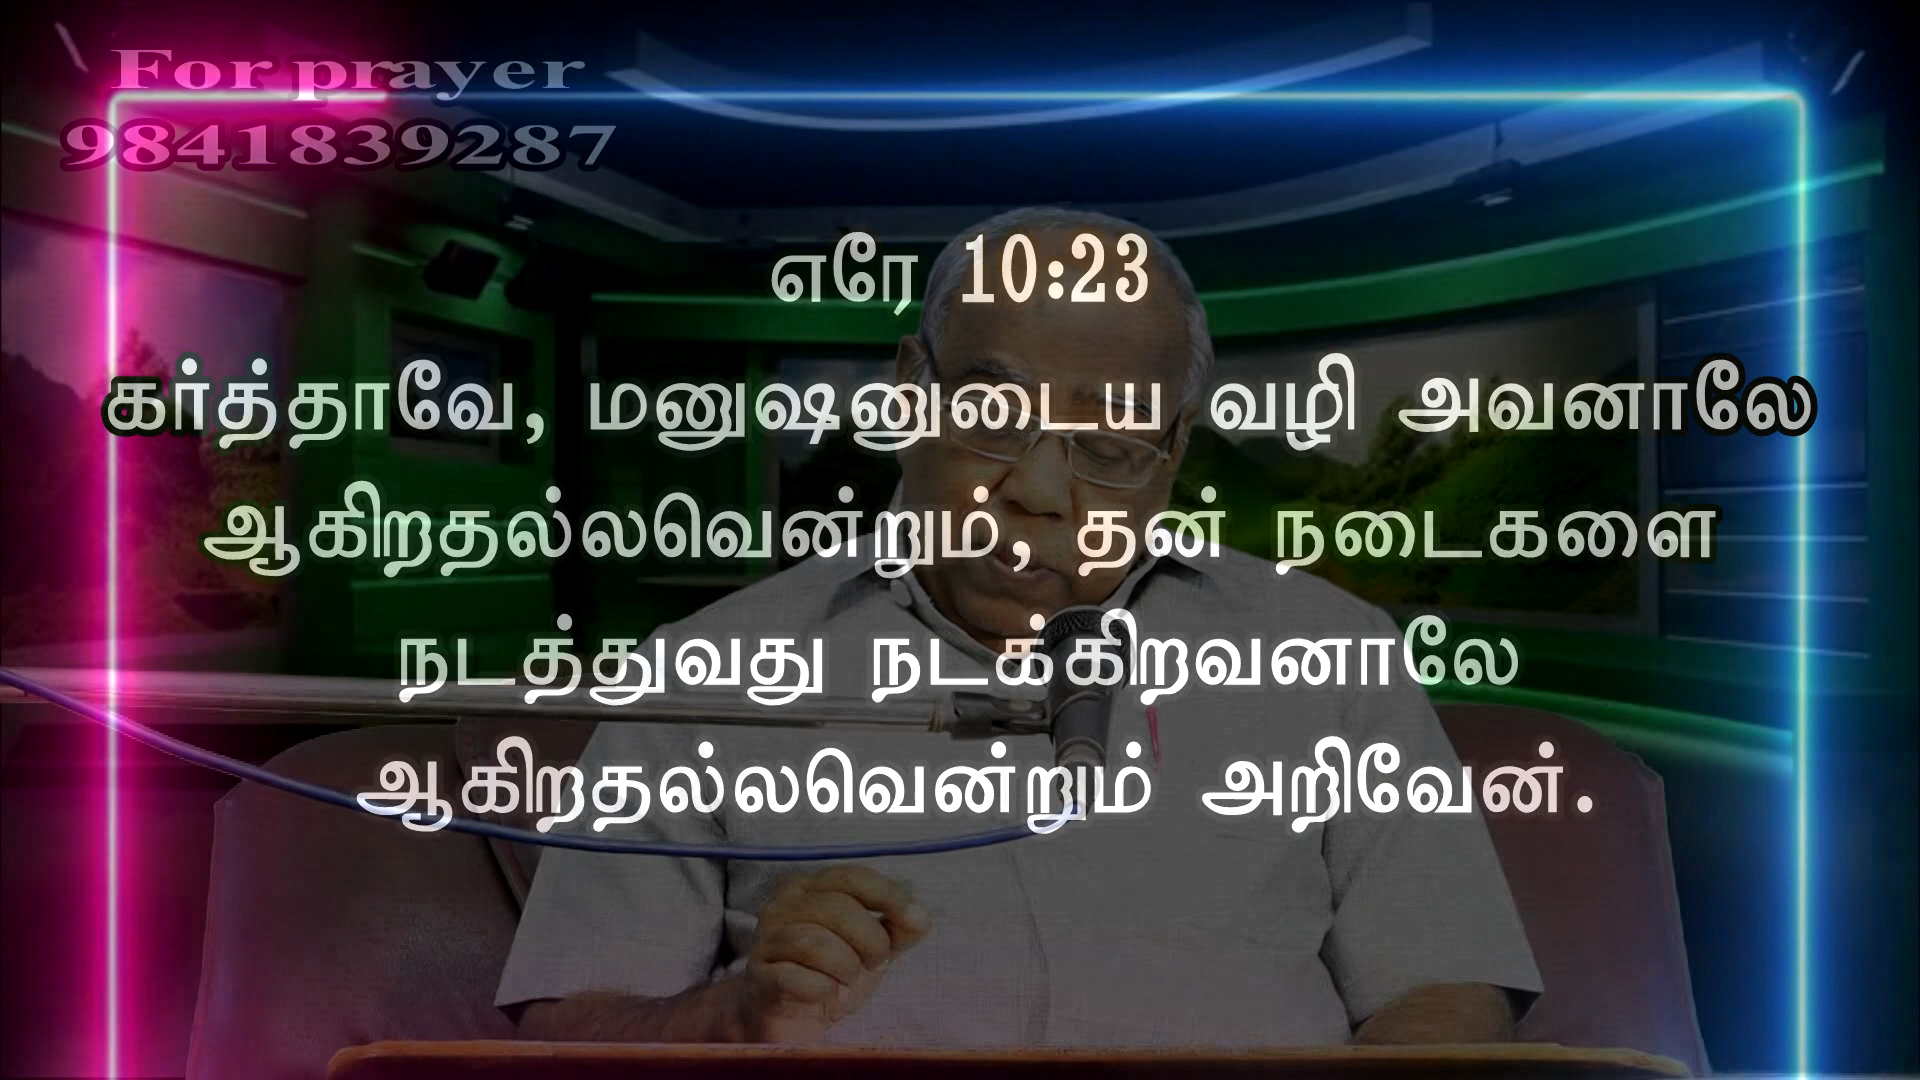 For prayer
9841839287
எரே 10:23
கர்த்தாவே, மனுஷனுடைய வழி அவனாலே
ஆகிறதல்லவென்றும், தன் நடைகளை
நடத்துவது நடக்கிறவனாலே
ஆகிறதல்லவென்றும் அறிவேன்.